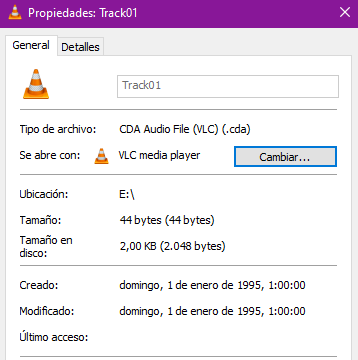 Propiedades: Track01
General
Detalles
Track01
Tipo de archivo: CDA Audio File (VLC) (.cda)
Se abre con: VLC media player Cambiar...
Ubicación: E:\
Tamaño: 44 bytes (44 bytes)
Tamaño en disco: 2,00 KB (2.048 bytes)
Creado: domingo, 1 de enero de 1995, 1:00:00
Modificado: domingo, 1 de enero de 1995, 1:00:00
Último acceso: